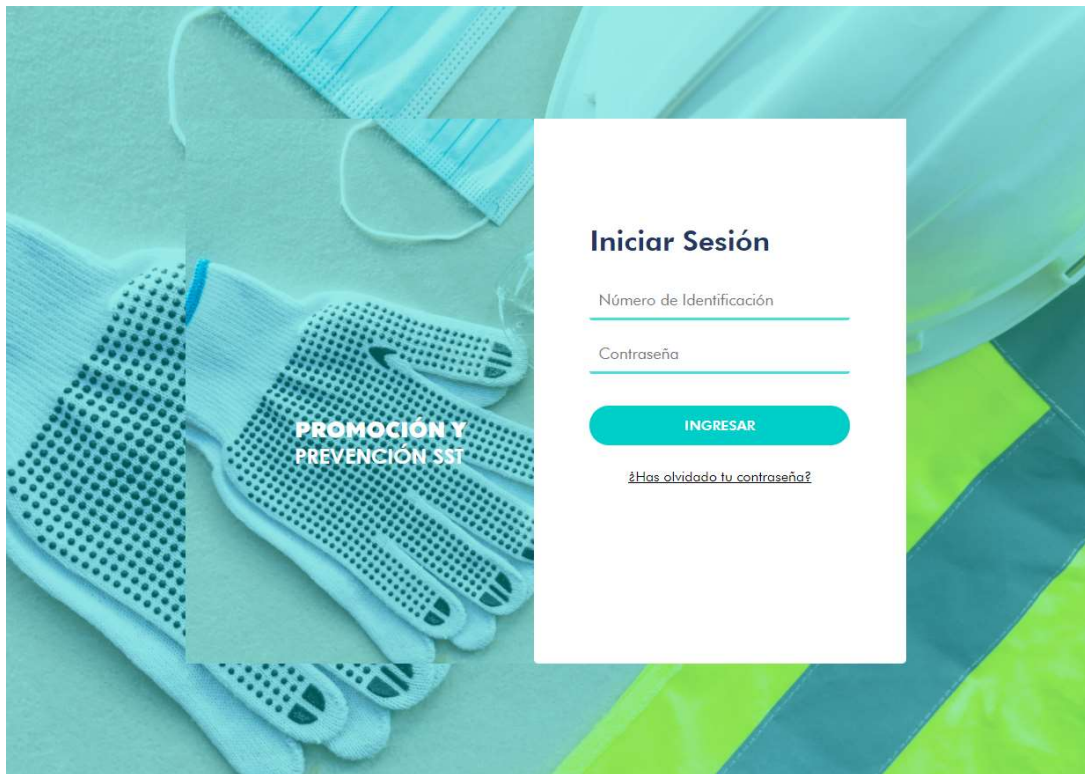 PROMOCIÓN Y
PREVENCIÓN SST
Iniciar Sesión
Número de Identificación
Contraseña
INGRESAR
¿Has olvidado tu contraseña?